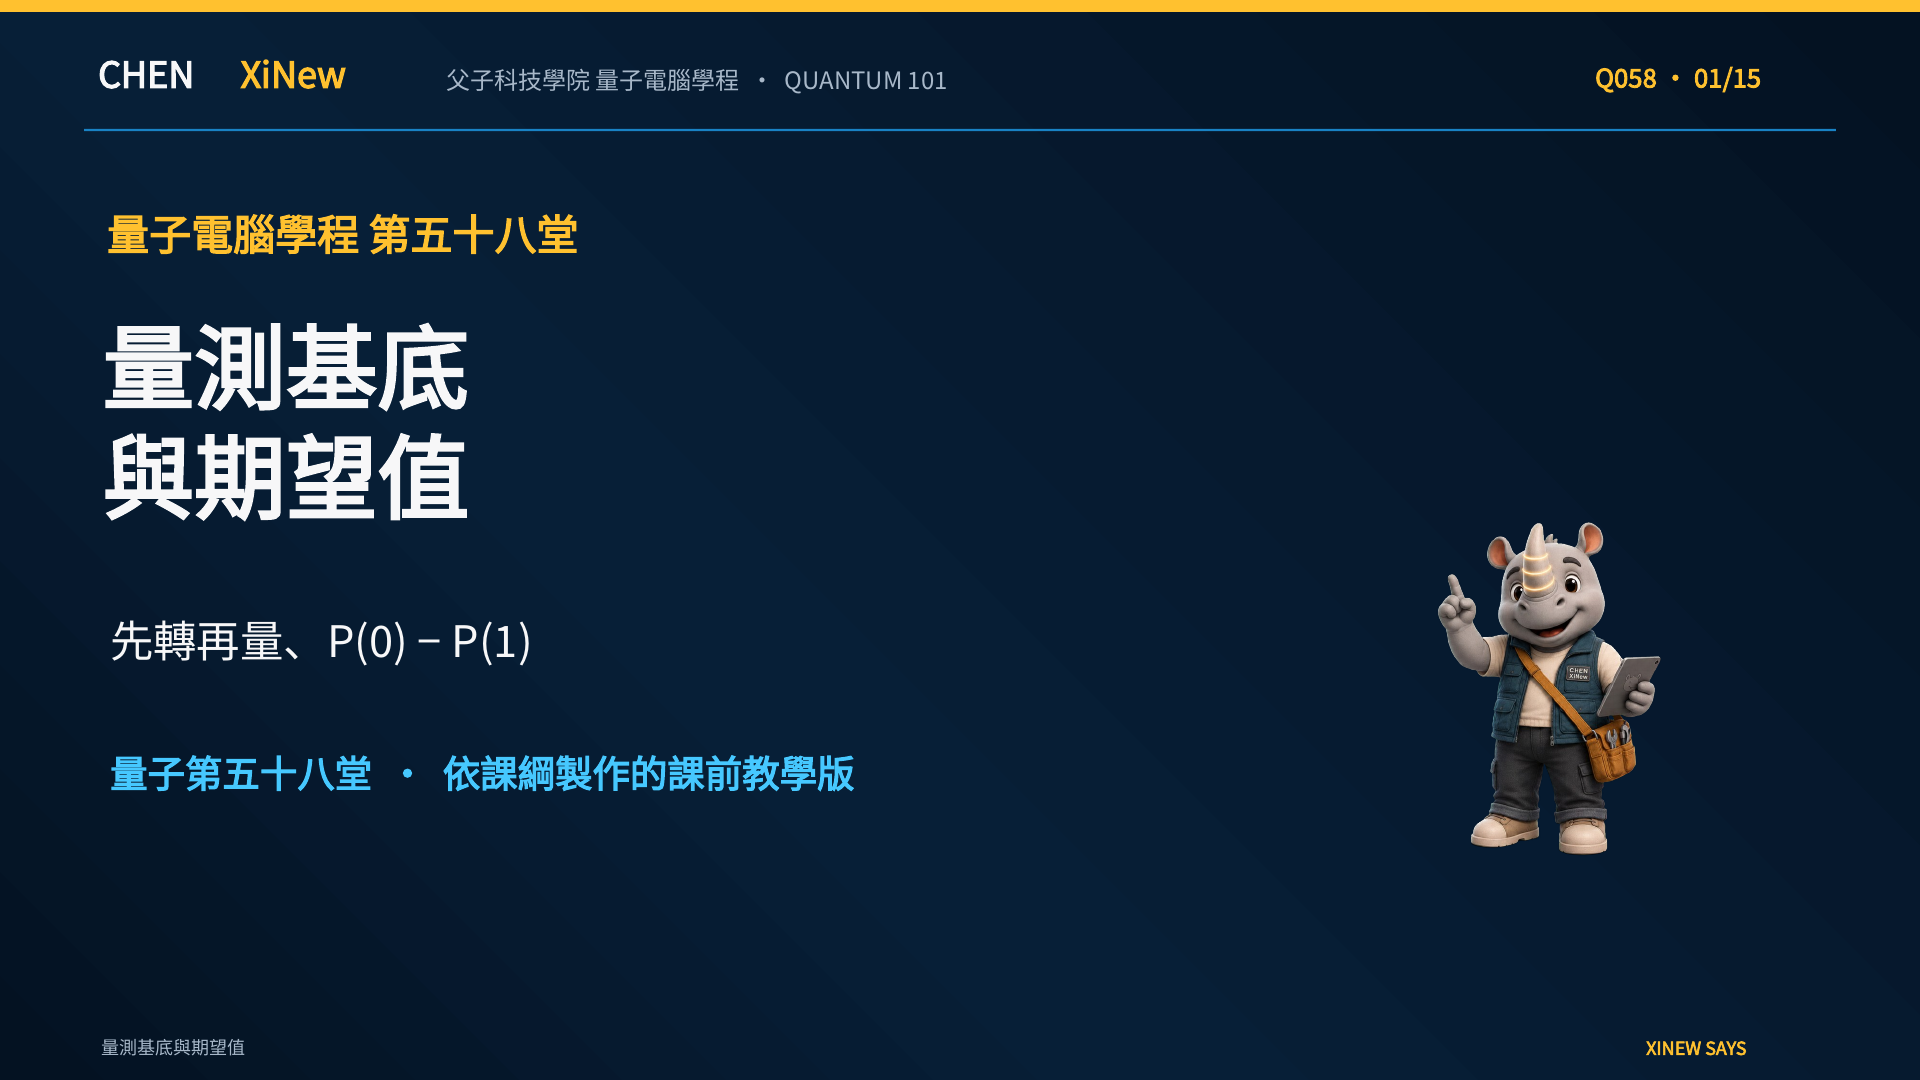 CHEN XiNew 父子科技學院 量子電腦學程 • QUANTUM 101 Q058 • 01/15
量子電腦學程 第五十八堂
量測基底
與期望值
先轉再量、P(0) − P(1)
量子第五十八堂 • 依課綱製作的課前教學版
CHEN
XiNew
量測基底與期望值 XINEW SAYS